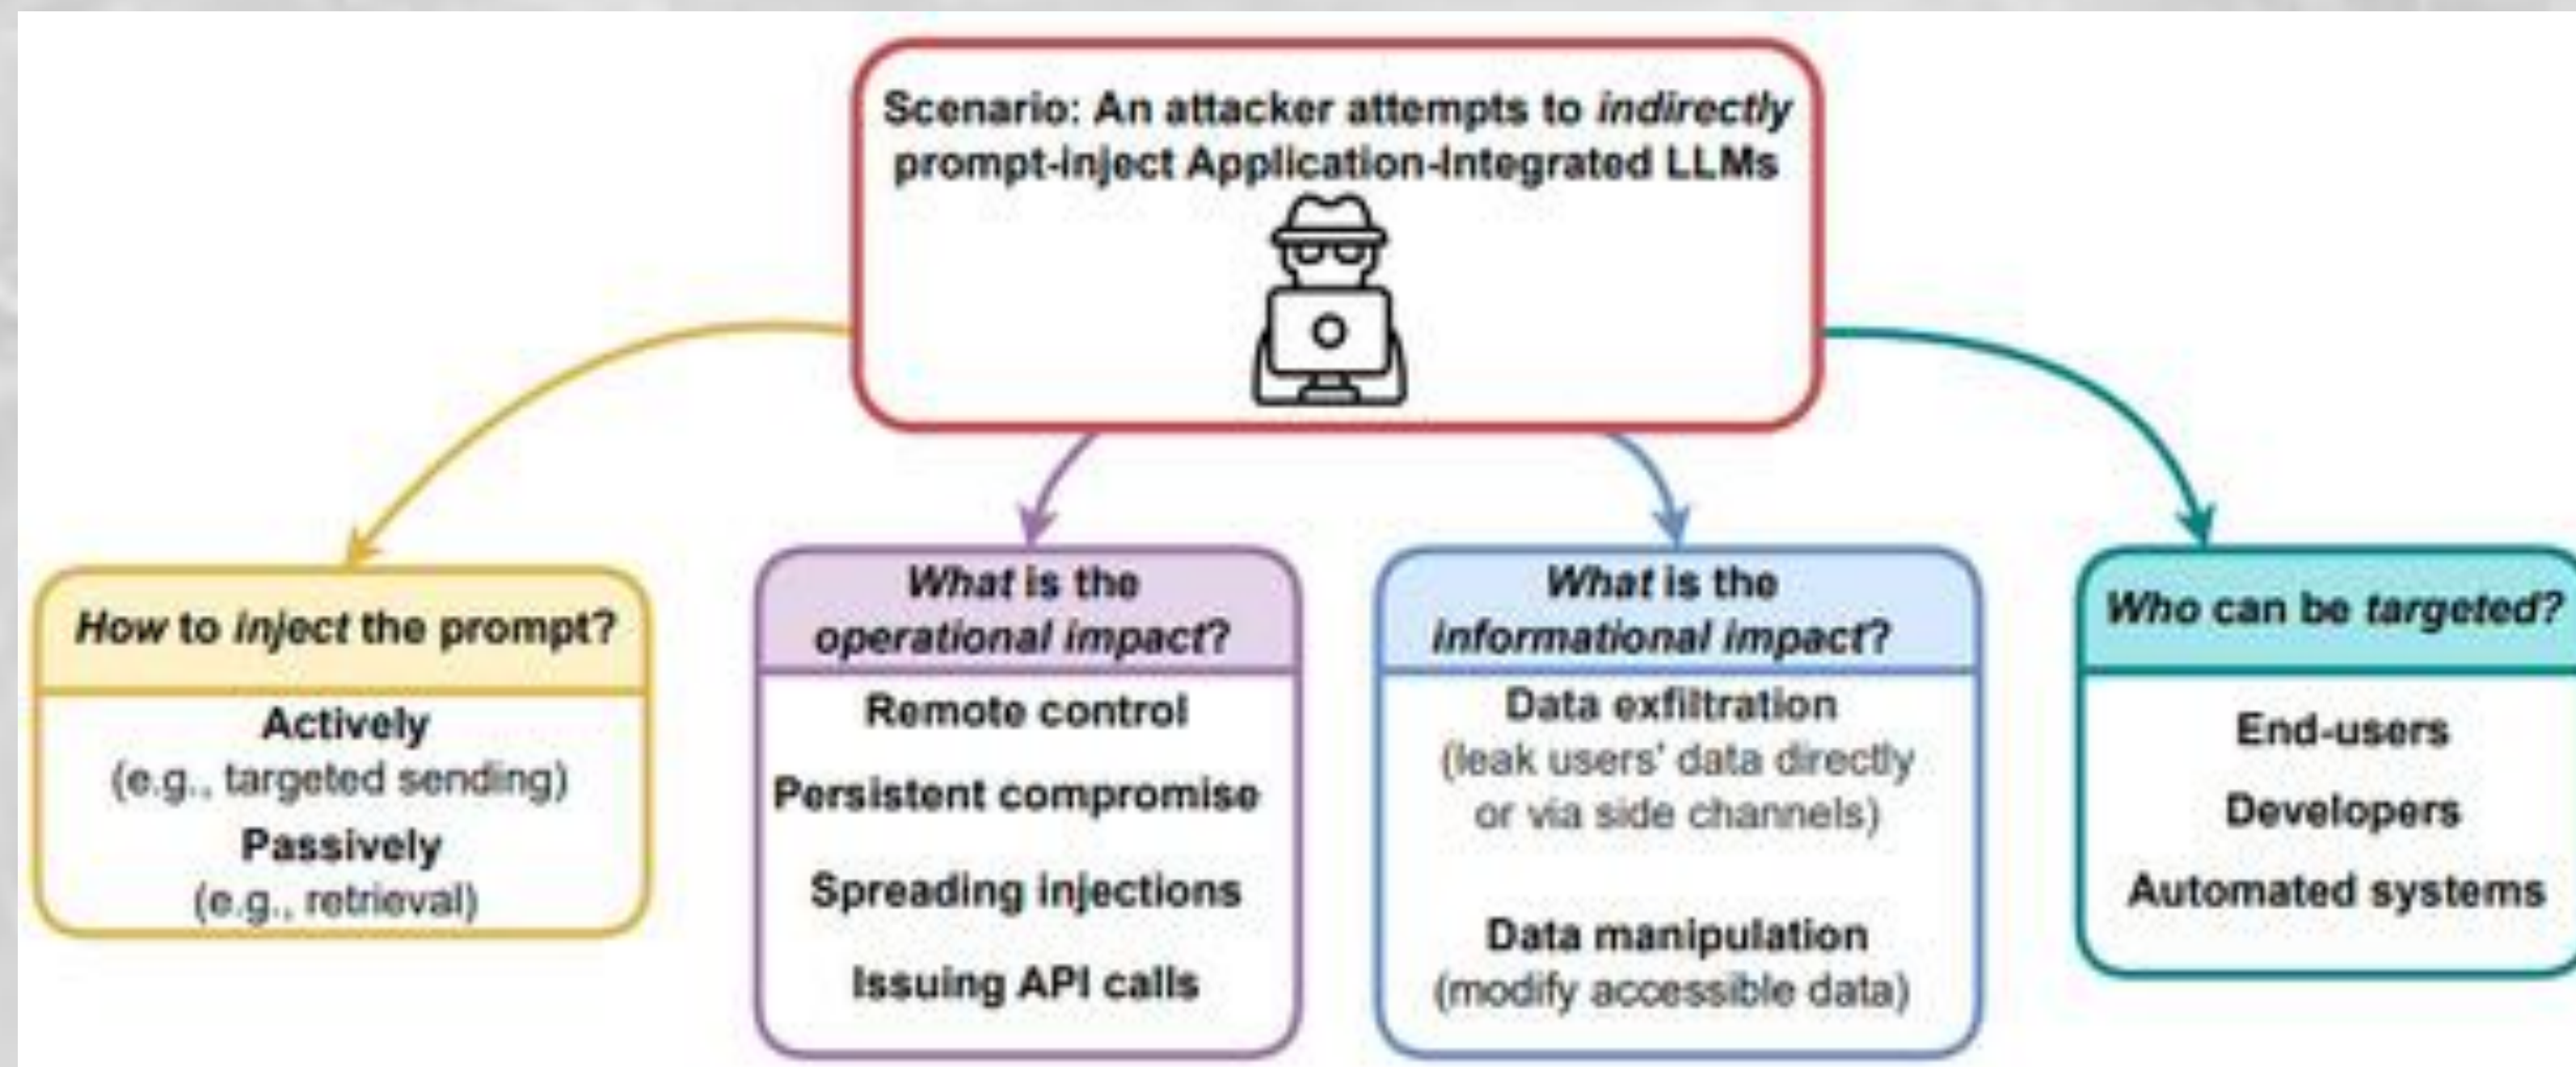 Scenario: An attacker attempts to indirectly
prompt-inject Application-Integrated LLMs
How to inject the prompt?
Actively
(e.g., targeted sending)
Passively
(e.g., retrieval)
What is the
operational impact?
Remote control
Persistent compromise
Spreading injections
Issuing API calls
What is the
informational impact?
Data exfiltration
(leak users' data directly
or via side channels)
Data manipulation
(modify accessible data)
Who can be targeted?
End-users
Developers
Automated systems